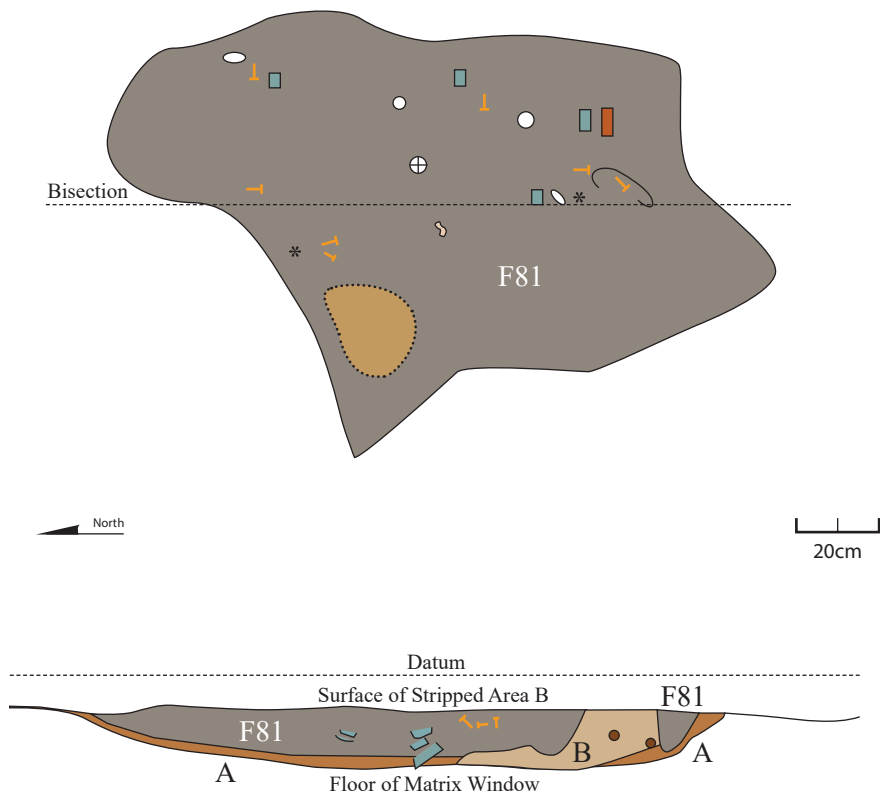 Bisection
F81
North
20cm
Datum
Surface of Stripped Area B
F81
F81
B
A
A
Floor of Matrix Window